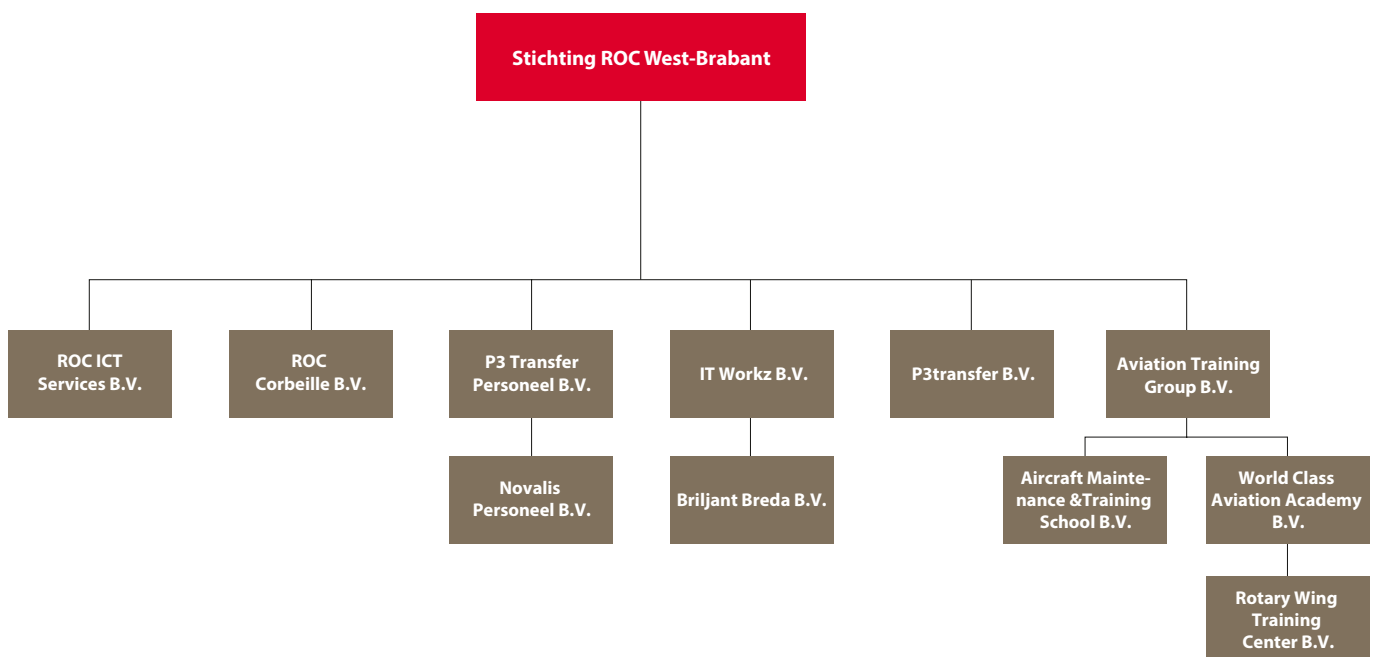 Stichting ROC West-Brabant
ROC ICT
Services B.V.
ROC
Corbeille B.V.
P3 Transfer
Personeel B.V.
IT Workz B.V.
P3transfer B.V.
Aviation Training
Group B.V.
Novalis
Personeel B.V.
Briljant Breda B.V.
Aircraft Mainte-
nance &Training
School B.V.
World Class
Aviation Academy
B.V.
Rotary Wing
Training
Center B.V.